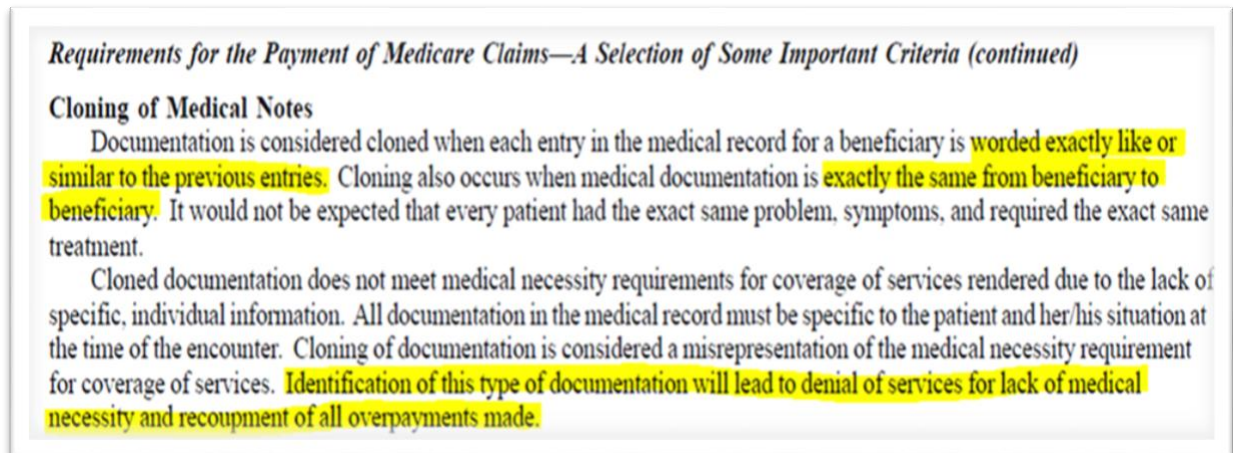 Requirements for the Payment of Medicare Claims—A Selection of Some Important Criteria (continued)
Cloning of Medical Notes
Documentation is considered cloned when each entry in the medical record for a beneficiary is worded exactly like or
similar to the previous entries. Cloning also occurs when medical documentation is exactly the same from beneficiary to
beneficiary. It would not be expected that every patient had the exact same problem, symptoms, and required the exact same
treatment.
Cloned documentation does not meet medical necessity requirements for coverage of services rendered due to the lack of
specific, individual information. All documentation in the medical record must be specific to the patient and her/his situation at
the time of the encounter. Cloning of documentation is considered a misrepresentation of the medical necessity requirement
for coverage of services. Identification of this type of documentation will lead to denial of services for lack of medical
necessity and recoupment of all overpayments made.